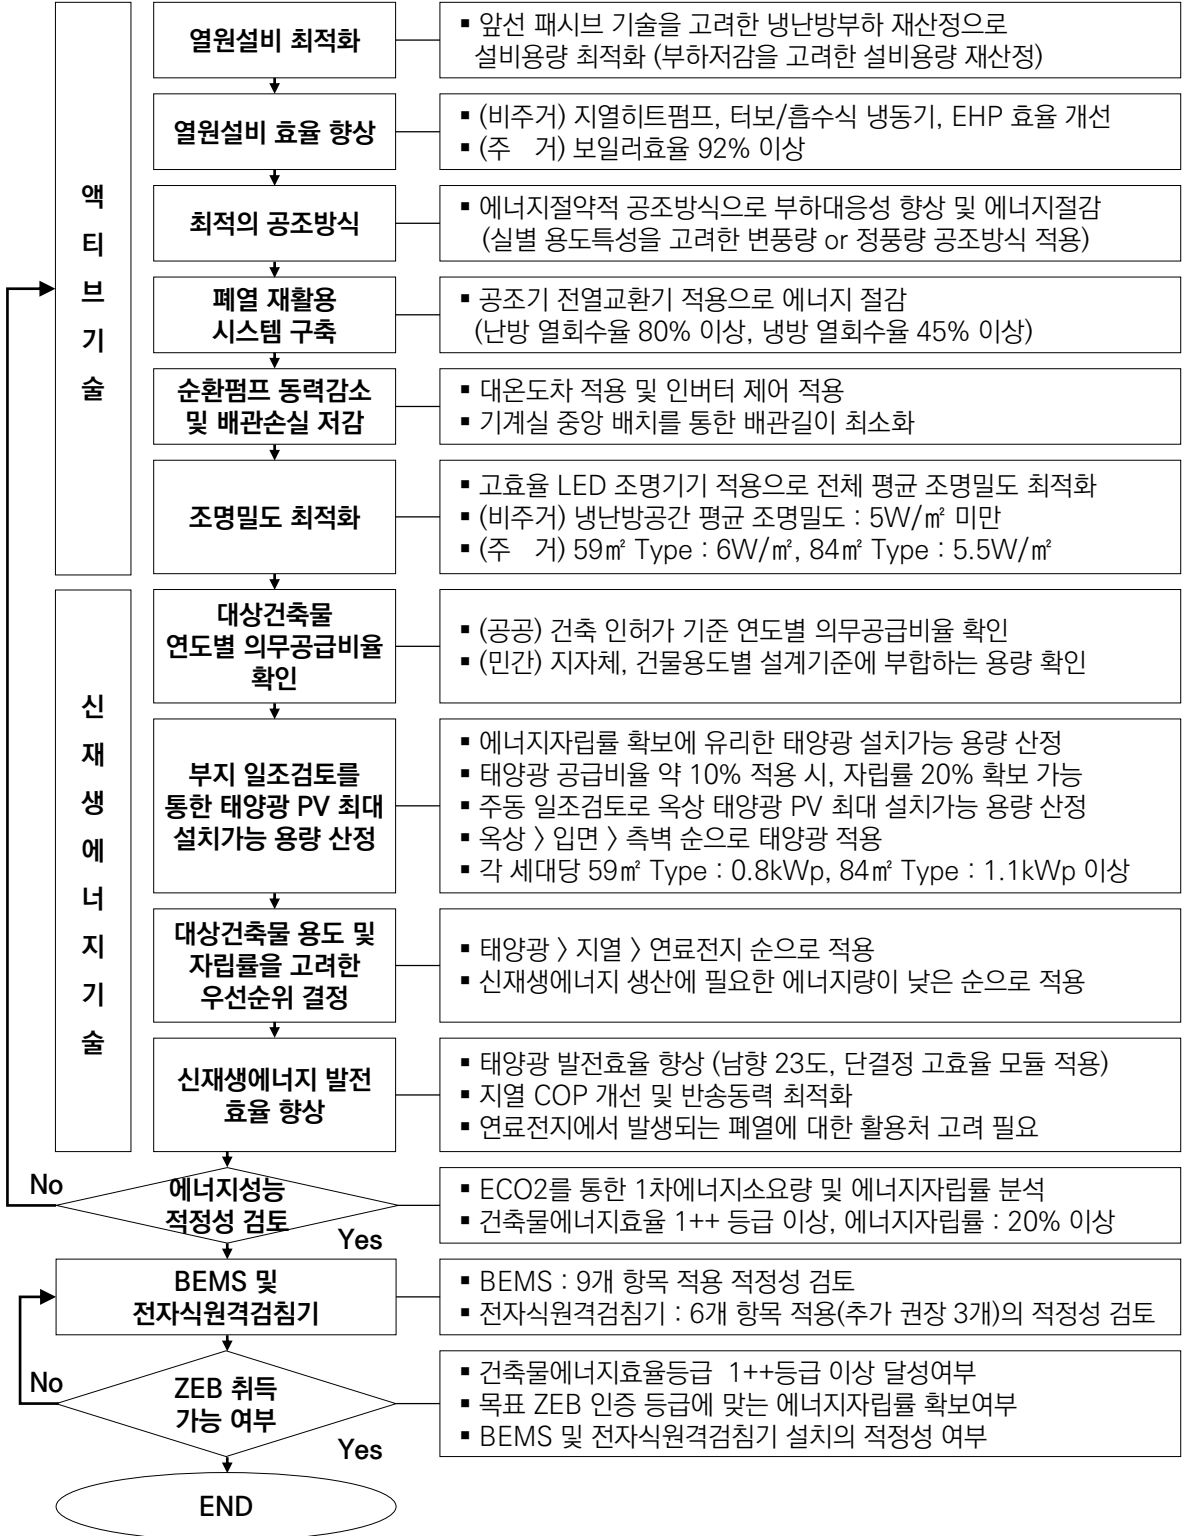 액
티
브
기
술
열원설비 최적화
▪ 앞선 패시브 기술을 고려한 냉난방부하 재산정으로
설비용량 최적화 (부하저감을 고려한 설비용량 재산정)
열원설비 효율 향상
▪ (비주거) 지열히트펌프, 터보/흡수식 냉동기, EHP 효율 개선
▪ (주 거) 보일러효율 92% 이상
최적의 공조방식
▪ 에너지절약적 공조방식으로 부하대응성 향상 및 에너지절감
(실별 용도특성을 고려한 변풍량 or 정풍량 공조방식 적용)
폐열 재활용
시스템 구축
▪ 공조기 전열교환기 적용으로 에너지 절감
(난방 열회수율 80% 이상, 냉방 열회수율 45% 이상)
순환펌프 동력감소
및 배관손실 저감
▪ 대온도차 적용 및 인버터 제어 적용
▪ 기계실 중앙 배치를 통한 배관길이 최소화
조명밀도 최적화
▪ 고효율 LED 조명기기 적용으로 전체 평균 조명밀도 최적화
▪ (비주거) 냉난방공간 평균 조명밀도 : 5W/㎡ 미만
▪ (주 거) 59㎡ Type : 6W/㎡, 84㎡ Type : 5.5W/㎡
신
재
생
에
너
지
기
술
대상건축물
연도별 의무공급비율
확인
▪ (공공) 건축 인허가 기준 연도별 의무공급비율 확인
▪ (민간) 지자체, 건물용도별 설계기준에 부합하는 용량 확인
부지 일조검토를
통한 태양광 PV 최대
설치가능 용량 산정
▪ 에너지자립률 확보에 유리한 태양광 설치가능 용량 산정
▪ 태양광 공급비율 약 10% 적용 시, 자립률 20% 확보 가능
▪ 주동 일조검토로 옥상 태양광 PV 최대 설치가능 용량 산정
▪ 옥상 〉 입면 〉 측벽 순으로 태양광 적용
▪ 각 세대당 59㎡ Type : 0.8kWp, 84㎡ Type : 1.1kWp 이상
대상건축물 용도 및
자립률을 고려한
우선순위 결정
▪ 태양광 〉 지열 〉 연료전지 순으로 적용
▪ 신재생에너지 생산에 필요한 에너지량이 낮은 순으로 적용
신재생에너지 발전
효율 향상
▪ 태양광 발전효율 향상 (남향 23도, 단결정 고효율 모듈 적용)
▪ 지열 COP 개선 및 반송동력 최적화
▪ 연료전지에서 발생되는 폐열에 대한 활용처 고려 필요
No
에너지성능
적정성 검토
Yes
▪ ECO2를 통한 1차에너지소요량 및 에너지자립률 분석
▪ 건축물에너지효율 1++ 등급 이상, 에너지자립률 : 20% 이상
BEMS 및
전자식원격검침기
▪ BEMS : 9개 항목 적용 적정성 검토
▪ 전자식원격검침기 : 6개 항목 적용(추가 권장 3개)의 적정성 검토
No
ZEB 취득
가능 여부
Yes
▪ 건축물에너지효율등급 1++등급 이상 달성여부
▪ 목표 ZEB 인증 등급에 맞는 에너지자립률 확보여부
▪ BEMS 및 전자식원격검침기 설치의 적정성 여부
END